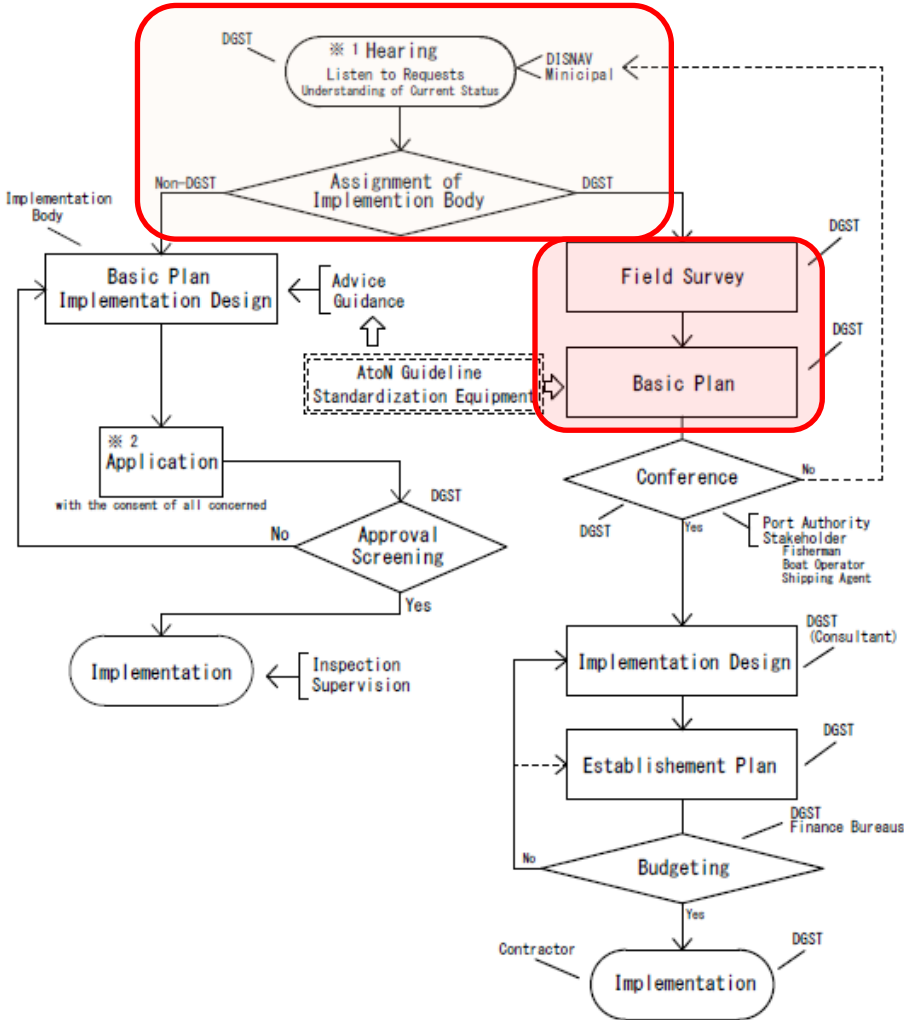 DGST
※ 1 Hearing
Listen to Requests
Understanding of Current Status
DISNAV
Minicipal
Non-DGST
Assignment of
Implemention Body
DGST
Implementation
Body
Basic Plan
Implementation Design
Advice
Guidance
DGST
Field Survey
DGST
Basic Plan
AtoN Guideline
Standardization Equipment
※ 2
Application
with the consent of all concerned
DGST
Approval
Screening
No
Yes
Implementation
Inspection
Supervision
Conference
No
DGST
Yes
Port Authority
Stakeholder
Fisherman
Boat Operator
Shipping Agent
DGST
(Consultant)
Implementation Design
DGST
Establishement Plan
DGST
Finance Bureaus
No
Budgeting
Yes
Contractor
DGST
Implementation